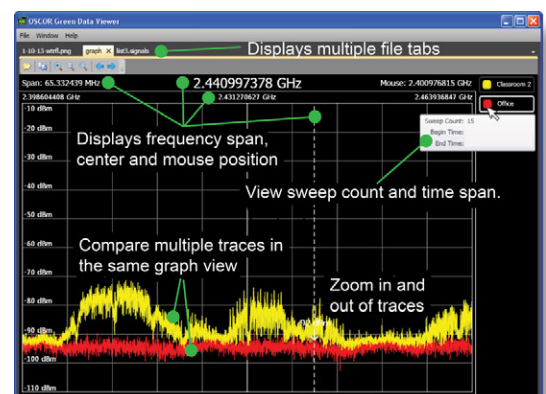 OSCOR Green Data Viewer
File Window Help
1-10-13-wtrfl.png graph X list3.signals
Displays multiple file tabs
Span: 65.332439 MHz 2.440997378 GHz Mouse: 2.400976815 GHz Classroom 2
2.398604408 GHz 2.431270627 GHz 2.463936847 GHz Office
-10 dBm
Sweep Count: 15
Begin Time:
End Time:
-20 dBm
Displays frequency span,
center and mouse position
-30 dBm
View sweep count and time span.
-40 dBm
-50 dBm
Compare multiple traces in
the same graph view
-60 dBm
-70 dBm
Zoom in and
out of traces
-80 dBm
-90 dBm
-100 dBm
-110 dBm